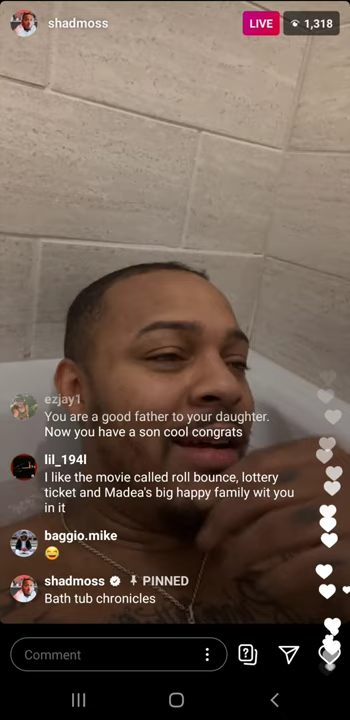 shadmoss
LIVE
1,318
ezjay1
You are a good father to your daughter.
Now you have a son cool congrats
lil_194l
I like the movie called roll bounce, lottery
ticket and Madea's big happy family wit you
in it
baggio.mike
😂
shadmoss PINNED
Bath tub chronicles
Comment